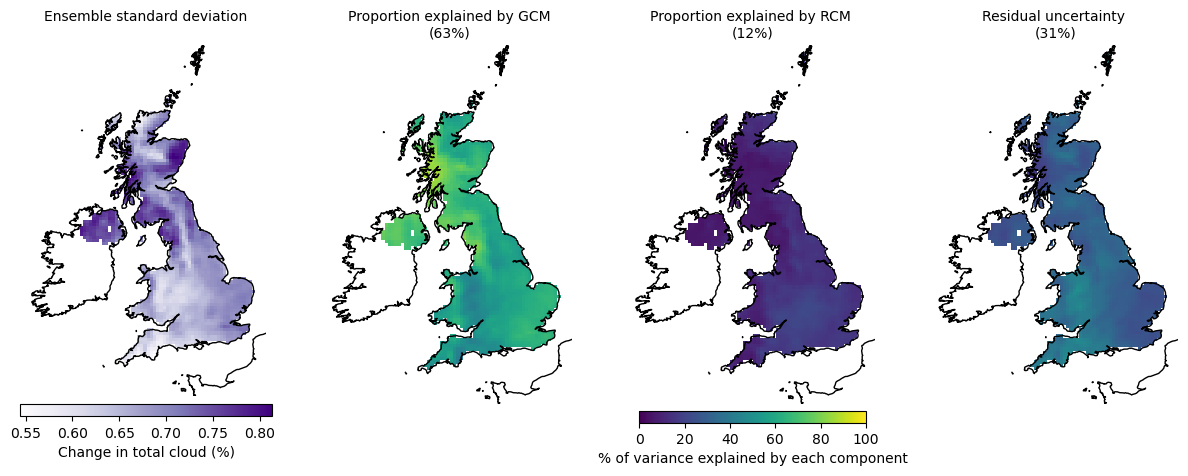 Ensemble standard deviation
Proportion explained by GCM
(63%)
Proportion explained by RCM
(12%)
Residual uncertainty
(31%)
0.55 0.60 0.65 0.70 0.75 0.80
Change in total cloud (%)
0 20 40 60 80 100
% of variance explained by each component